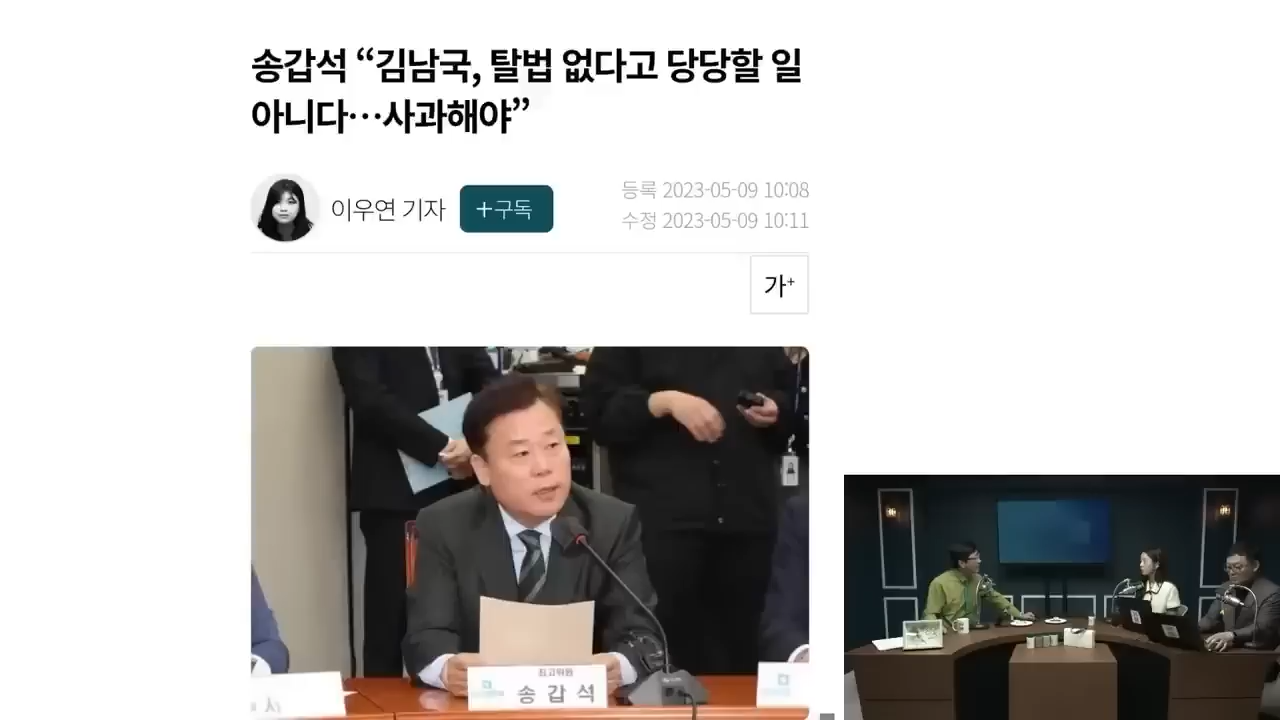 송갑석 “김남국, 탈법 없다고 당당할 일
아니다…사과해야”
이우연 기자
+구독
등록 2023-05-09 10:08
수정 2023-05-09 10:11
가+
최고위원
송갑석